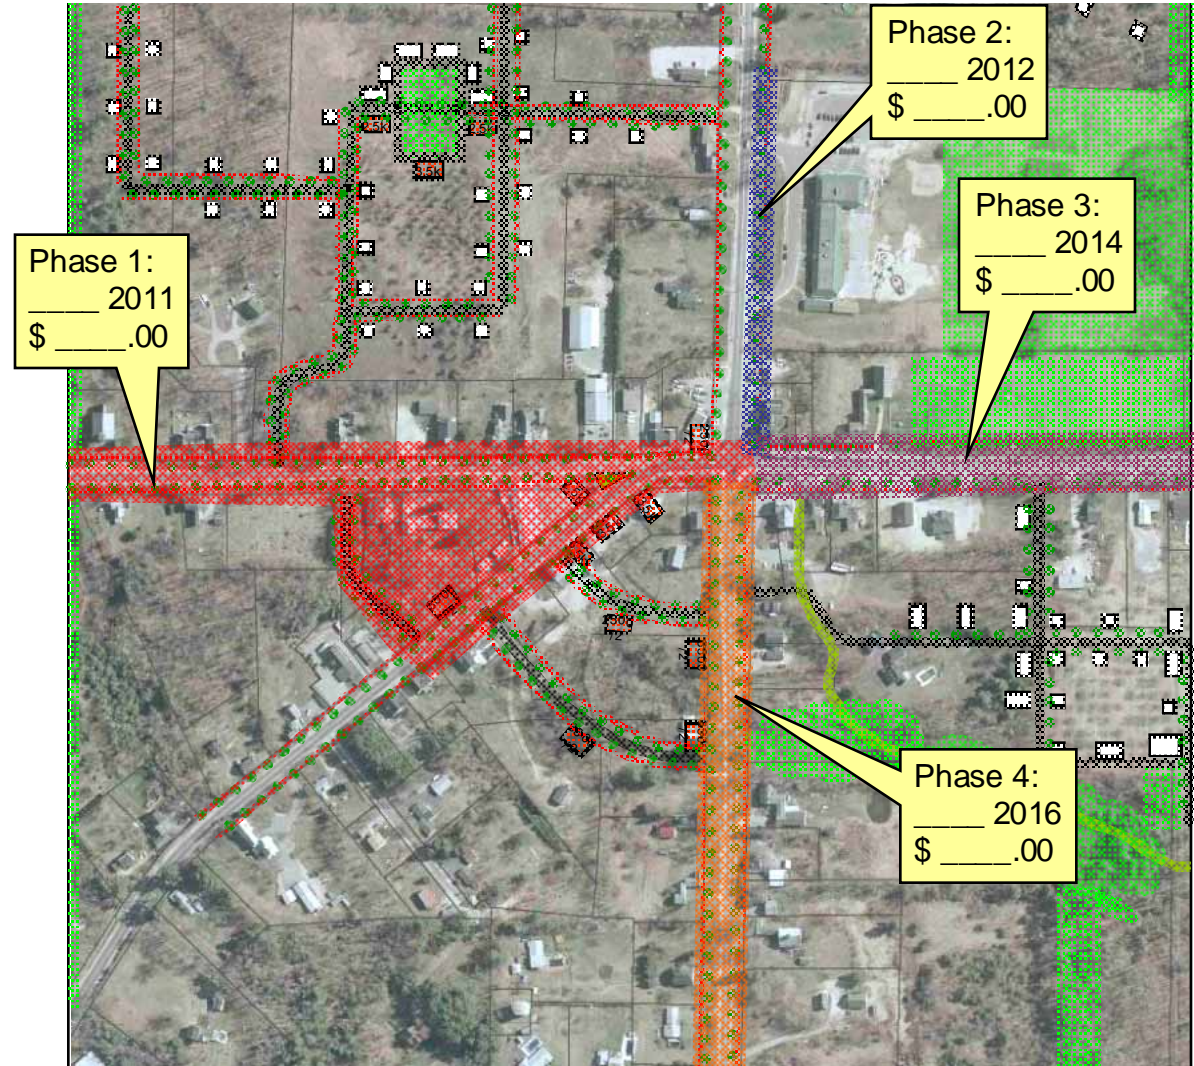 Phase 2:
____ 2012
$ ____.00
Phase 3:
____ 2014
$ ____.00
Phase 1:
____ 2011
$ ____.00
Phase 4:
____ 2016
$ ____.00